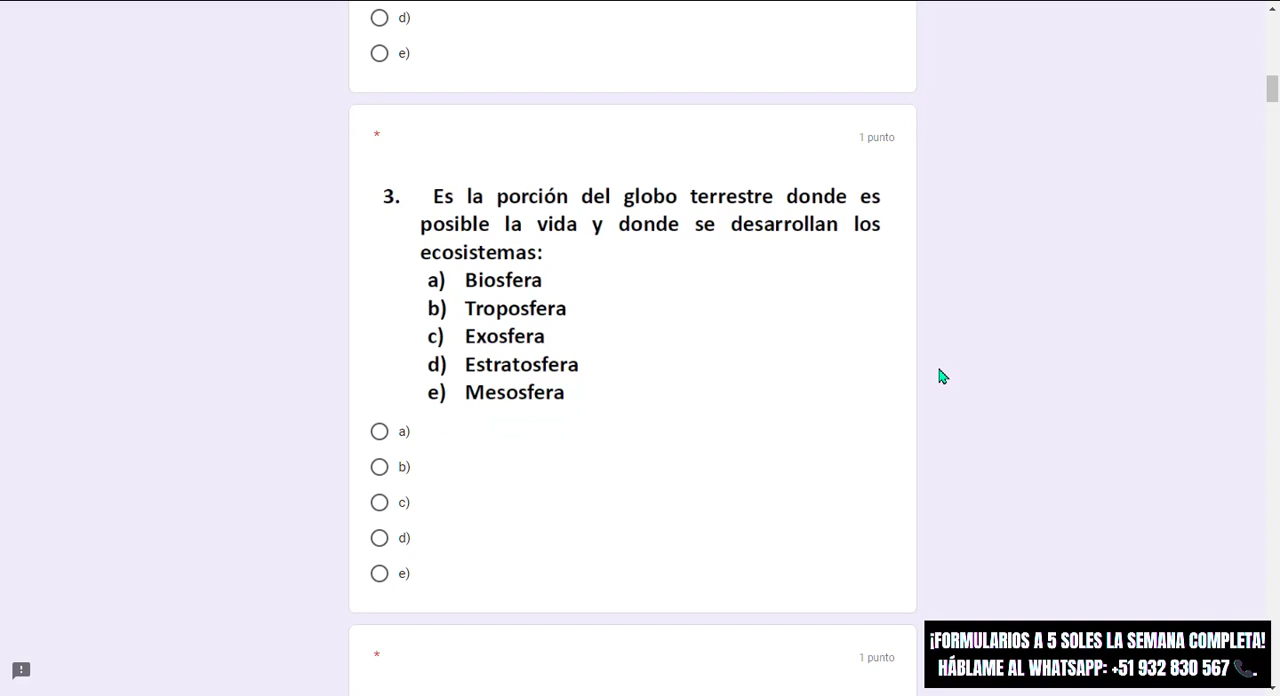 d)
e)
*
1 punto
3. Es la porción del globo terrestre donde es
posible la vida y donde se desarrollan los
ecosistemas:
a) Biosfera
b) Troposfera
c) Exosfera
d) Estratosfera
e) Mesosfera
a)
b)
c)
d)
e)
*
1 punto
¡FORMULARIOS A 5 SOLES LA SEMANA COMPLETA!
HÁBLAME AL WHATSAPP: +51 932 830 567 📞.